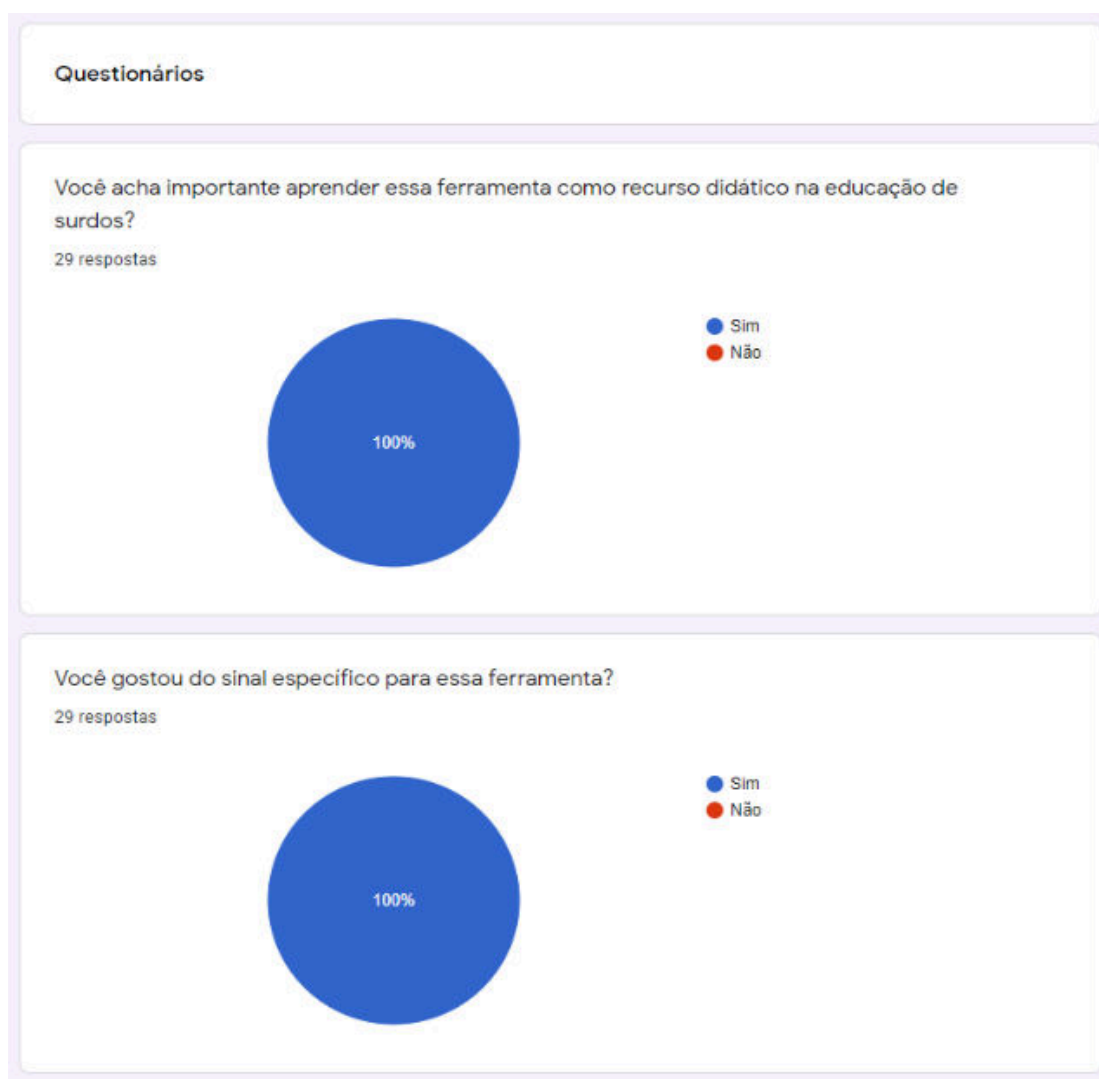 Questionários
Você acha importante aprender essa ferramenta como recurso didático na educação de
surdos?
29 respostas
Sim
Não
100%
Você gostou do sinal específico para essa ferramenta?
29 respostas
Sim
Não
100%